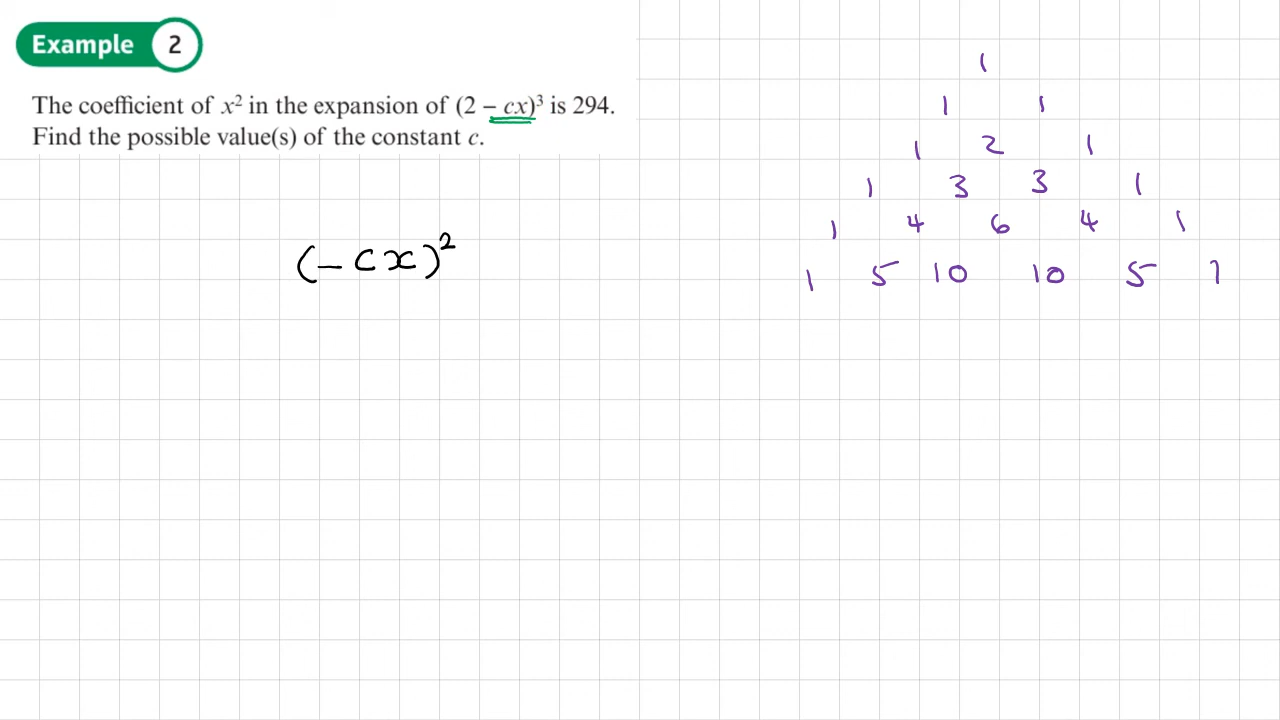 Example 2
The coefficient of x² in the expansion of (2 – cx)³ is 294.
Find the possible value(s) of the constant c.
(– cx)²
1
1 1
1 2 1
1 3 3 1
1 4 6 4 1
1 5 10 10 5 1